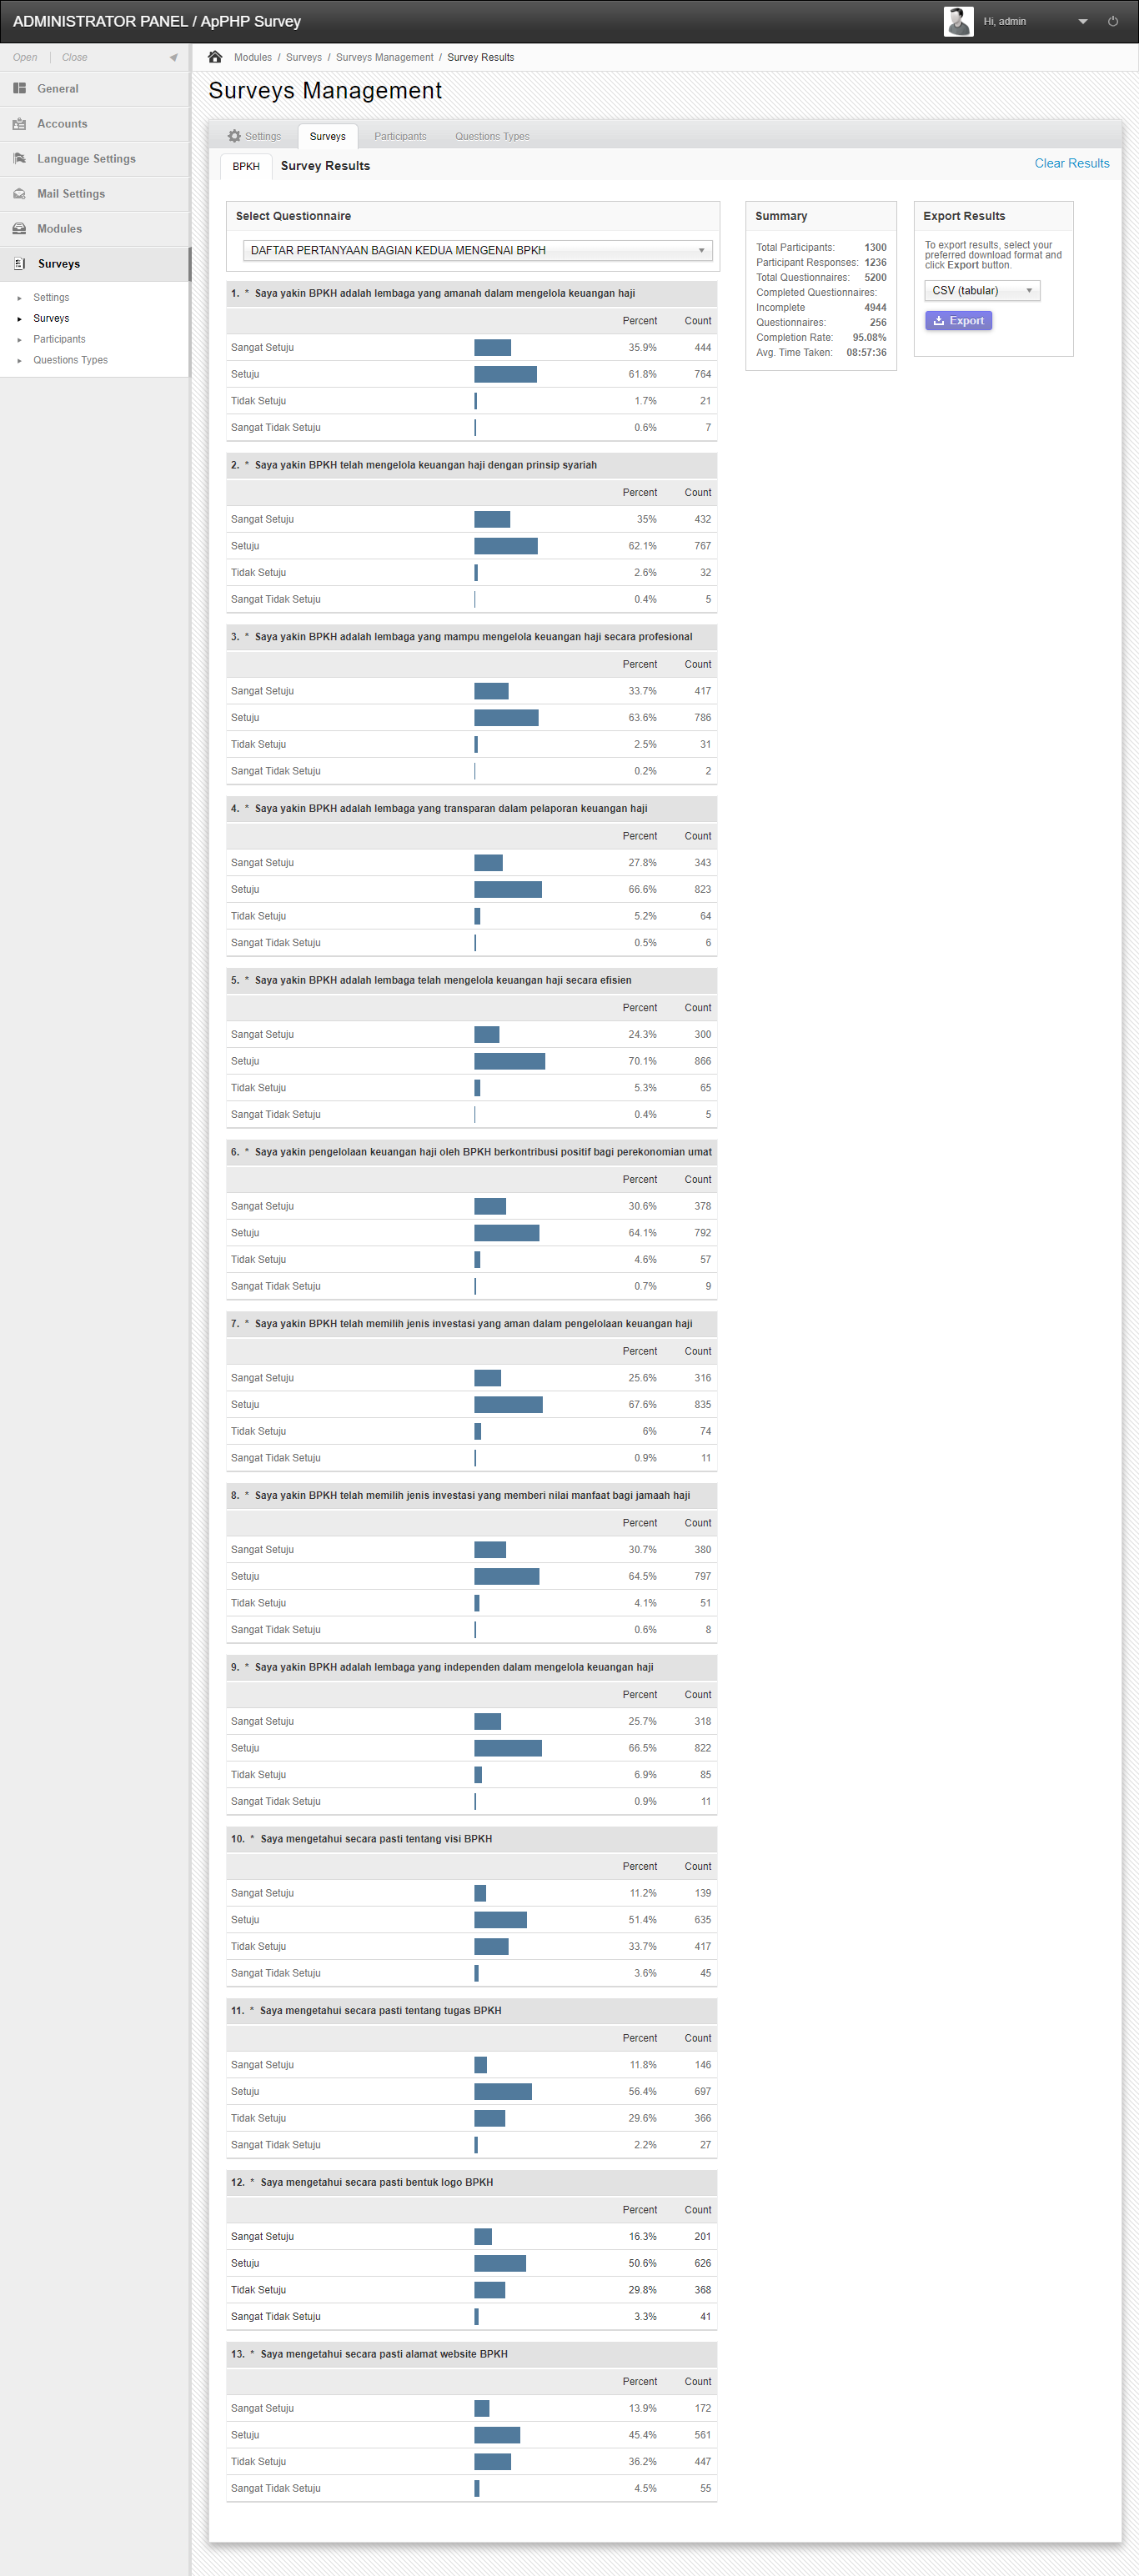 ADMINISTRATOR PANEL / ApPHP Survey
Hi, admin
Open Close
Modules / Surveys / Surveys Management / Survey Results
General
Accounts
Language Settings
Mail Settings
Modules
Surveys
Settings
Surveys
Participants
Questions Types
Surveys Management
Settings Surveys Participants Questions Types
BPKH Survey Results Clear Results
Select Questionnaire
DAFTAR PERTANYAAN BAGIAN KEDUA MENGENAI BPKH
Summary
Total Participants: 1300
Participant Responses: 1236
Total Questionnaires: 5200
Completed Questionnaires:
Incomplete 4944
Questionnaires: 256
Completion Rate: 95.08%
Avg. Time Taken: 08:57:36
Export Results
To export results, select your
preferred download format and
click Export button.
CSV (tabular)
Export
1. * Saya yakin BPKH adalah lembaga yang amanah dalam mengelola keuangan haji
Percent Count
Sangat Setuju 35.9% 444
Setuju 61.8% 764
Tidak Setuju 1.7% 21
Sangat Tidak Setuju 0.6% 7
2. * Saya yakin BPKH telah mengelola keuangan haji dengan prinsip syariah
Percent Count
Sangat Setuju 35% 432
Setuju 62.1% 767
Tidak Setuju 2.6% 32
Sangat Tidak Setuju 0.4% 5
3. * Saya yakin BPKH adalah lembaga yang mampu mengelola keuangan haji secara profesional
Percent Count
Sangat Setuju 33.7% 417
Setuju 63.6% 786
Tidak Setuju 2.5% 31
Sangat Tidak Setuju 0.2% 2
4. * Saya yakin BPKH adalah lembaga yang transparan dalam pelaporan keuangan haji
Percent Count
Sangat Setuju 27.8% 343
Setuju 66.6% 823
Tidak Setuju 5.2% 64
Sangat Tidak Setuju 0.5% 6
5. * Saya yakin BPKH adalah lembaga telah mengelola keuangan haji secara efisien
Percent Count
Sangat Setuju 24.3% 300
Setuju 70.1% 866
Tidak Setuju 5.3% 65
Sangat Tidak Setuju 0.4% 5
6. * Saya yakin pengelolaan keuangan haji oleh BPKH berkontribusi positif bagi perekonomian umat
Percent Count
Sangat Setuju 30.6% 378
Setuju 64.1% 792
Tidak Setuju 4.6% 57
Sangat Tidak Setuju 0.7% 9
7. * Saya yakin BPKH telah memilih jenis investasi yang aman dalam pengelolaan keuangan haji
Percent Count
Sangat Setuju 25.6% 316
Setuju 67.6% 835
Tidak Setuju 6% 74
Sangat Tidak Setuju 0.9% 11
8. * Saya yakin BPKH telah memilih jenis investasi yang memberi nilai manfaat bagi jamaah haji
Percent Count
Sangat Setuju 30.7% 380
Setuju 64.5% 797
Tidak Setuju 4.1% 51
Sangat Tidak Setuju 0.6% 8
9. * Saya yakin BPKH adalah lembaga yang independen dalam mengelola keuangan haji
Percent Count
Sangat Setuju 25.7% 318
Setuju 66.5% 822
Tidak Setuju 6.9% 85
Sangat Tidak Setuju 0.9% 11
10. * Saya mengetahui secara pasti tentang visi BPKH
Percent Count
Sangat Setuju 11.2% 139
Setuju 51.4% 635
Tidak Setuju 33.7% 417
Sangat Tidak Setuju 3.6% 45
11. * Saya mengetahui secara pasti tentang tugas BPKH
Percent Count
Sangat Setuju 11.8% 146
Setuju 56.4% 697
Tidak Setuju 29.6% 366
Sangat Tidak Setuju 2.2% 27
12. * Saya mengetahui secara pasti bentuk logo BPKH
Percent Count
Sangat Setuju 16.3% 201
Setuju 50.6% 626
Tidak Setuju 29.8% 368
Sangat Tidak Setuju 3.3% 41
13. * Saya mengetahui secara pasti alamat website BPKH
Percent Count
Sangat Setuju 13.9% 172
Setuju 45.4% 561
Tidak Setuju 36.2% 447
Sangat Tidak Setuju 4.5% 55